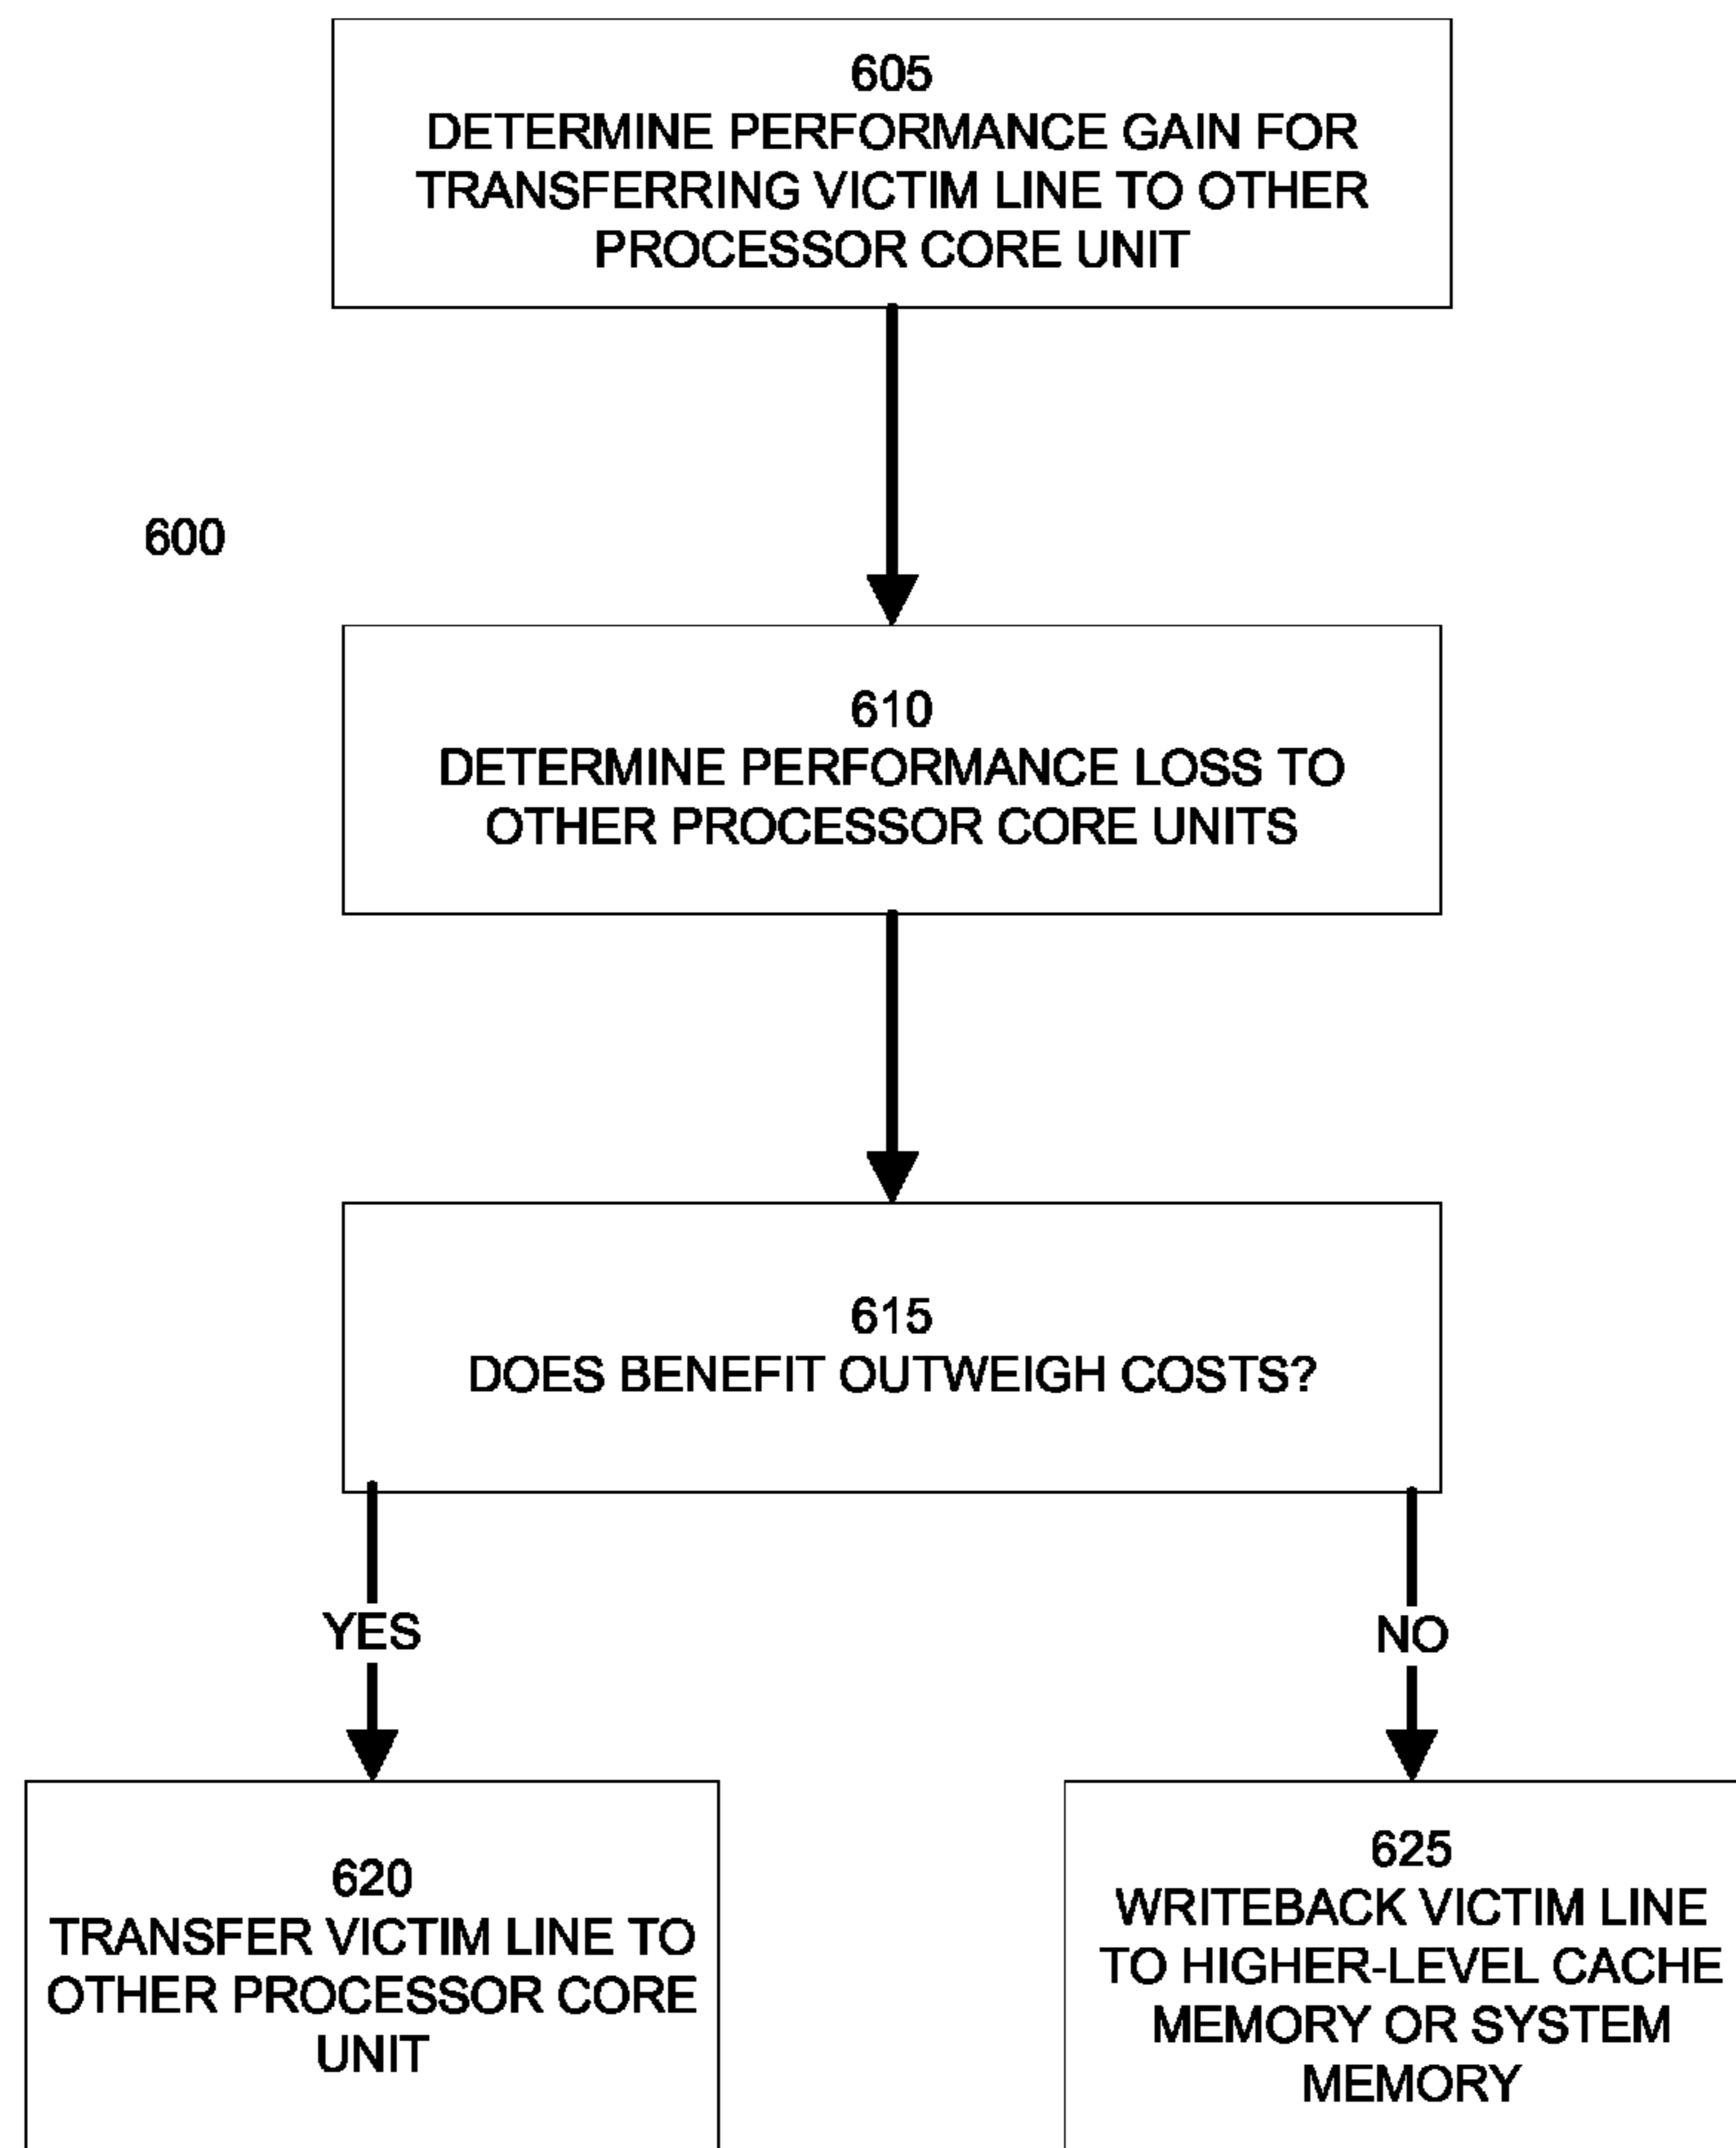 605
DETERMINE PERFORMANCE GAIN FOR
TRANSFERRING VICTIM LINE TO OTHER
PROCESSOR CORE UNIT
600
610
DETERMINE PERFORMANCE LOSS TO
OTHER PROCESSOR CORE UNITS
615
DOES BENEFIT OUTWEIGH COSTS?
YES
NO
620
TRANSFER VICTIM LINE TO
OTHER PROCESSOR CORE
UNIT
625
WRITEBACK VICTIM LINE
TO HIGHER-LEVEL CACHE
MEMORY OR SYSTEM
MEMORY